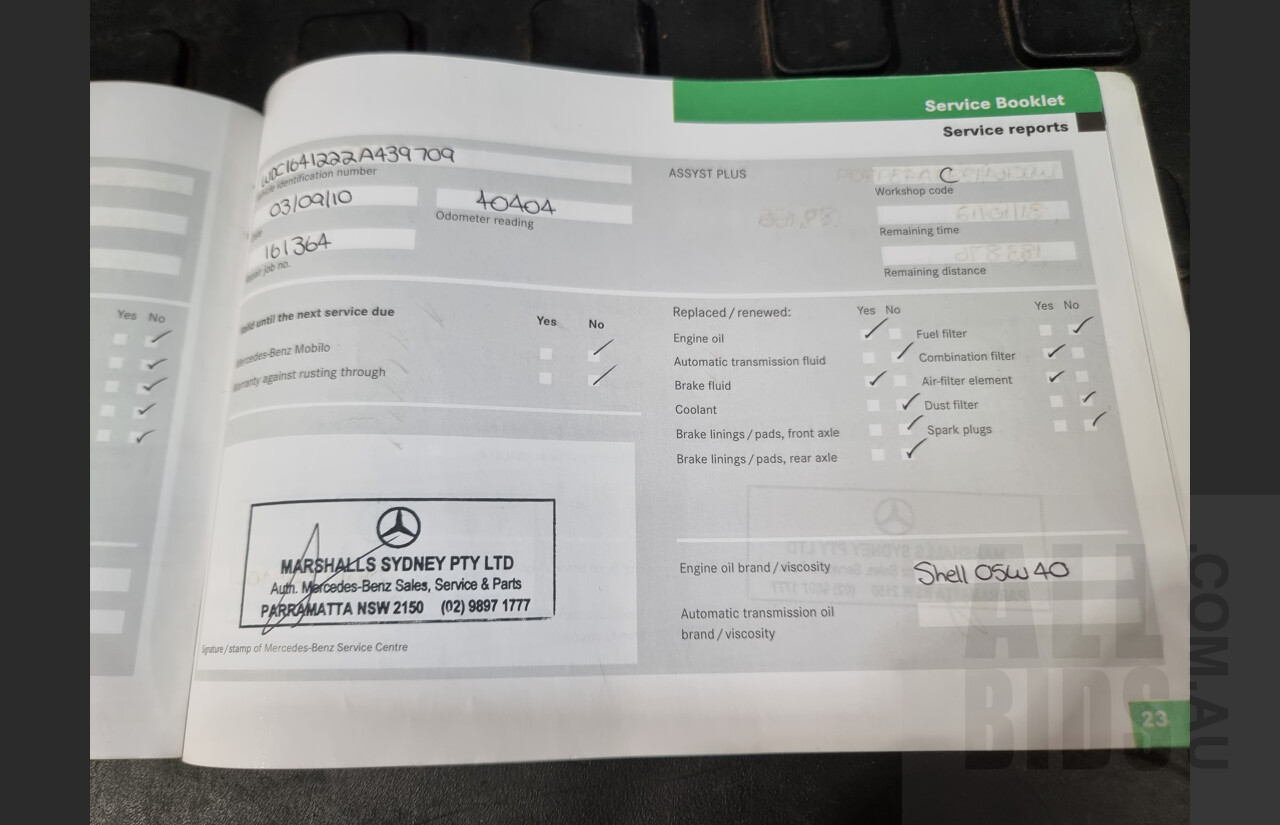 Service Booklet
Service reports
WDC1641222A439709
Vehicle identification number
03/09/10
40404
Odometer reading
161364
job no.
ASSYST PLUS
C
Workshop code
Remaining time
Remaining distance
Yes No
until the next service due
Yes No
Mercedes-Benz Mobilo
Warranty against rusting through
Replaced / renewed:
Yes No
Yes No
Engine oil
Fuel filter
Automatic transmission fluid
Combination filter
Brake fluid
Air-filter element
Coolant
Dust filter
Brake linings / pads, front axle
Spark plugs
Brake linings / pads, rear axle
MARSHALLS SYDNEY PTY LTD
Auth. Mercedes-Benz Sales, Service & Parts
PARRAMATTA NSW 2150 (02) 9897 1777
Signature / stamp of Mercedes-Benz Service Centre
Engine oil brand / viscosity
Shell 05W40
Automatic transmission oil
brand / viscosity
23
ALL
BIDS
.COM.AU